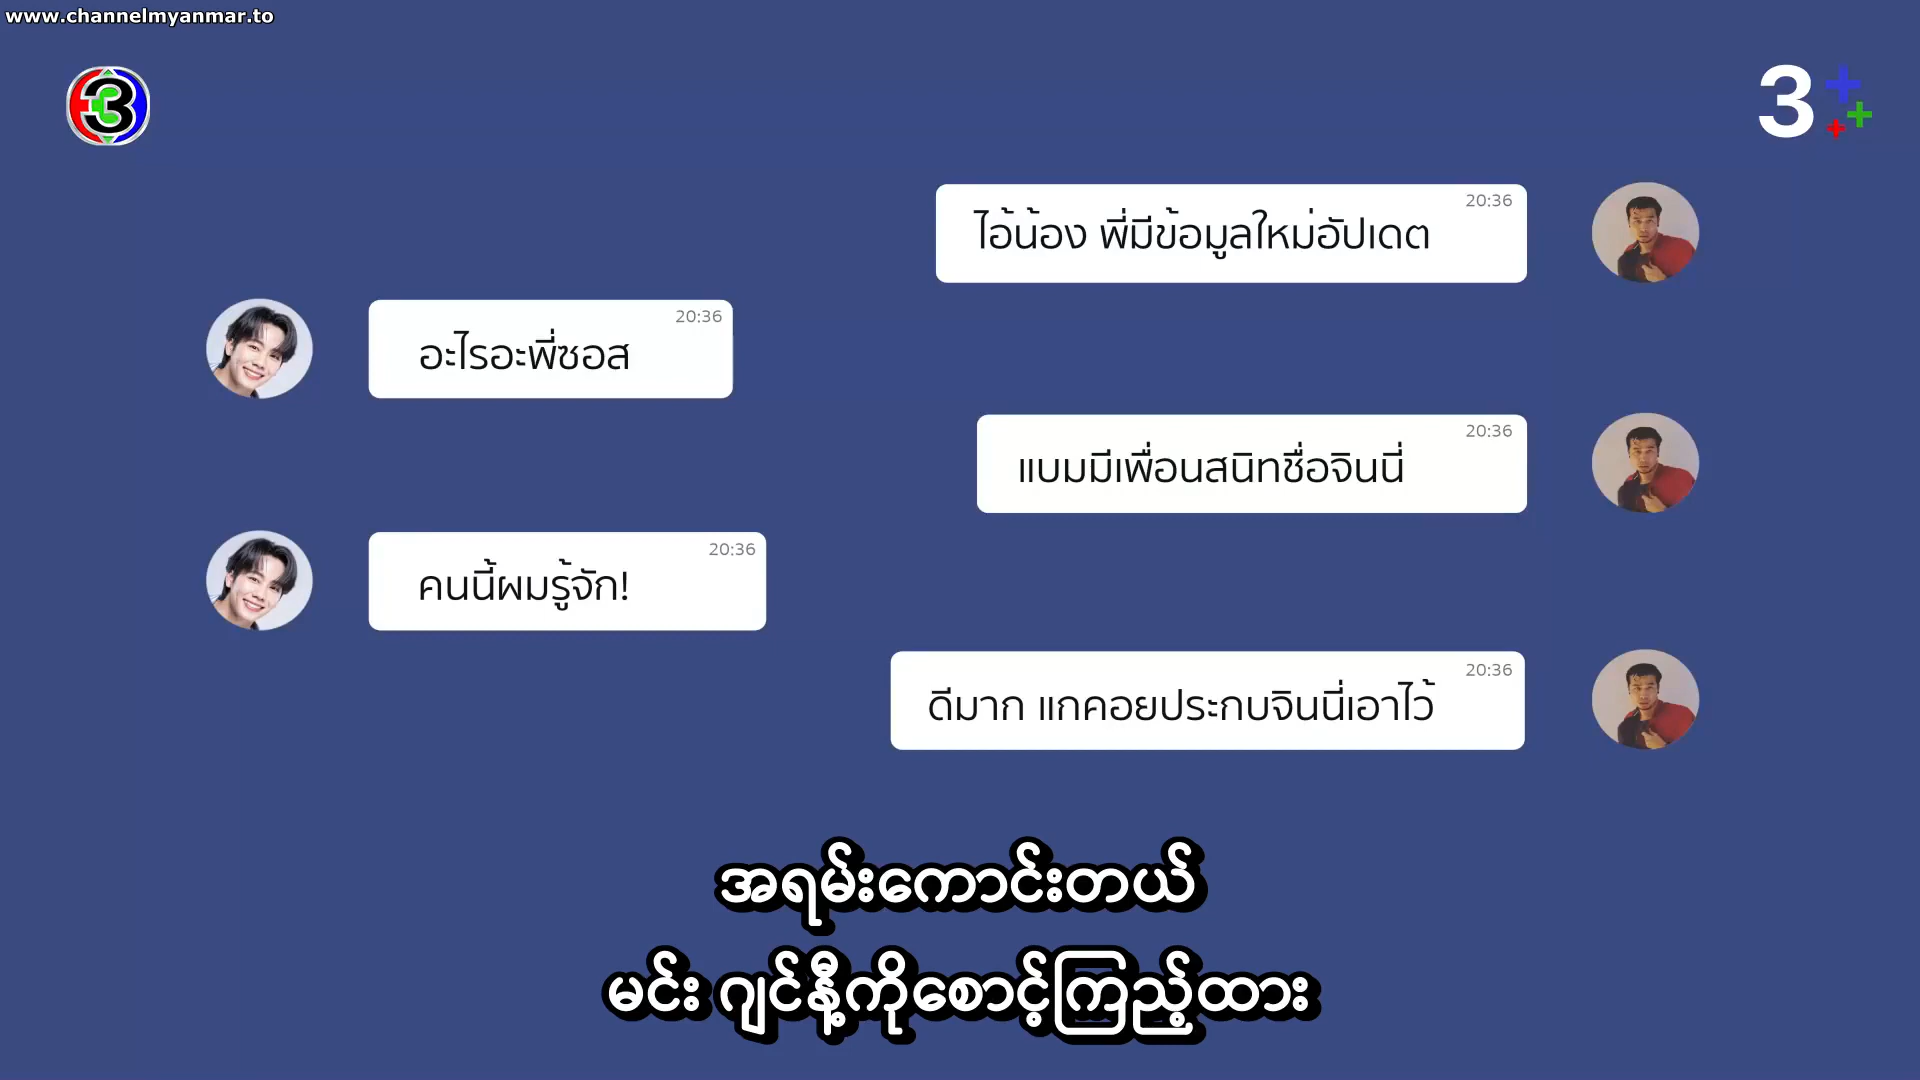 www.channelmyanmar.to
3
3
20:36
ไอ้น้อง พี่มีข้อมูลใหม่อัปเดต
20:36
อะไรอะพี่ซอส
20:36
แบมมีเพื่อนสนิทชื่อจินนี่
20:36
คนนี้ผมรู้จัก!
20:36
ดีมาก แกคอยประกบจินนี่เอาไว้
အရမ်းကောင်းတယ်
မင်း ဂျင်နီ့ကိုစောင့်ကြည့်ထား